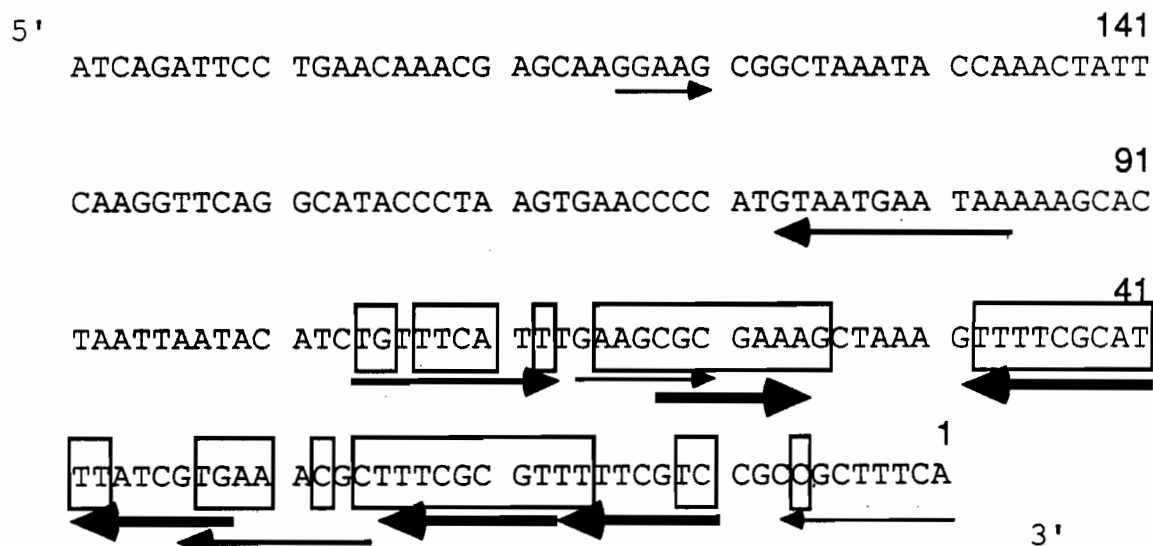 5'
141
ATCAGATTCC TGAACAAACG AGCAAGGAAG CGGCTAAATA CCAAACTATT
91
CAAGGTTCAG GCATACCCTA AGTGAACCCC ATGTAATGAA TAAAAAGCAC
41
TAATTAATAC ATCTGTTTCA TTTGAAGCGC GAAAGCTAAA GTTTTCGCAT
1
TTATCGTGAA ACGCTTTCGC GTTTTTCGTC CGCCGCTTTCA
3'